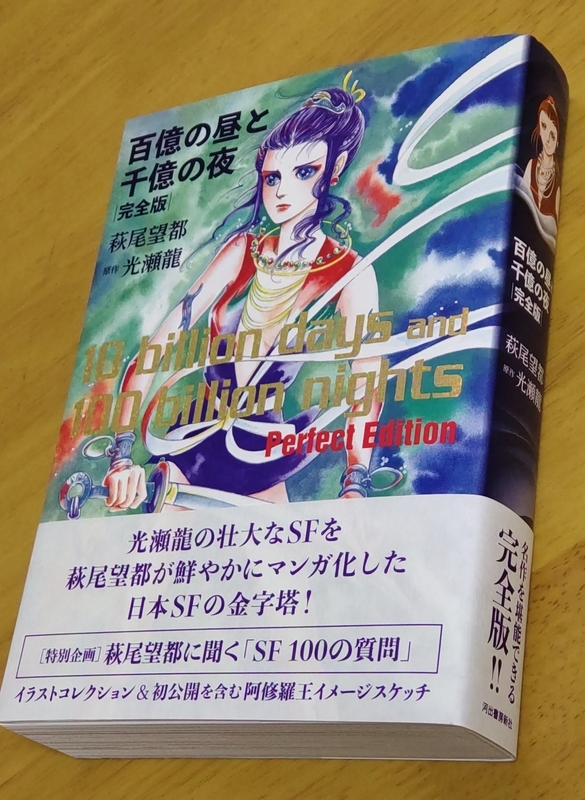 百億の昼と
千億の夜
|完全版|
萩尾望都
原作 光瀬龍
10 billion days and
100 billion nights
Perfect Edition
光瀬龍の壮大なSFを
萩尾望都が鮮やかにマンガ化した
日本SFの金字塔!
[特別企画]萩尾望都に聞く「SF 100の質問」
イラストコレクション&初公開を含む阿修羅王イメージスケッチ
百億の昼と
千億の夜
|完全版|
萩尾望都
原作 光瀬龍
名作を堪能できる
完全版!!
河出書房新社